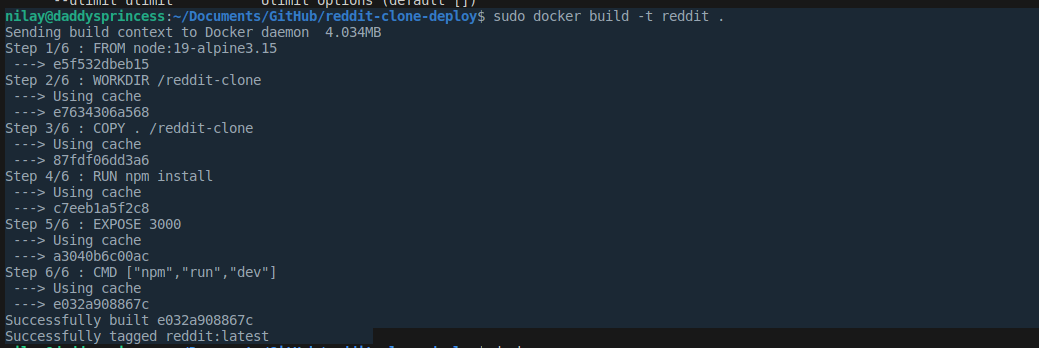 --ulimit ulimit           Ulimit options (default [])
nilay@daddysprincess:~/Documents/GitHub/reddit-clone-deploy$ sudo docker build -t reddit .
Sending build context to Docker daemon  4.034MB
Step 1/6 : FROM node:19-alpine3.15
 ---> e5f532dbeb15
Step 2/6 : WORKDIR /reddit-clone
 ---> Using cache
 ---> e7634306a568
Step 3/6 : COPY . /reddit-clone
 ---> Using cache
 ---> 87fdf06dd3a6
Step 4/6 : RUN npm install
 ---> Using cache
 ---> c7eeb1a5f2c8
Step 5/6 : EXPOSE 3000
 ---> Using cache
 ---> a3040b6c00ac
Step 6/6 : CMD ["npm","run","dev"]
 ---> Using cache
 ---> e032a908867c
Successfully built e032a908867c
Successfully tagged reddit:latest